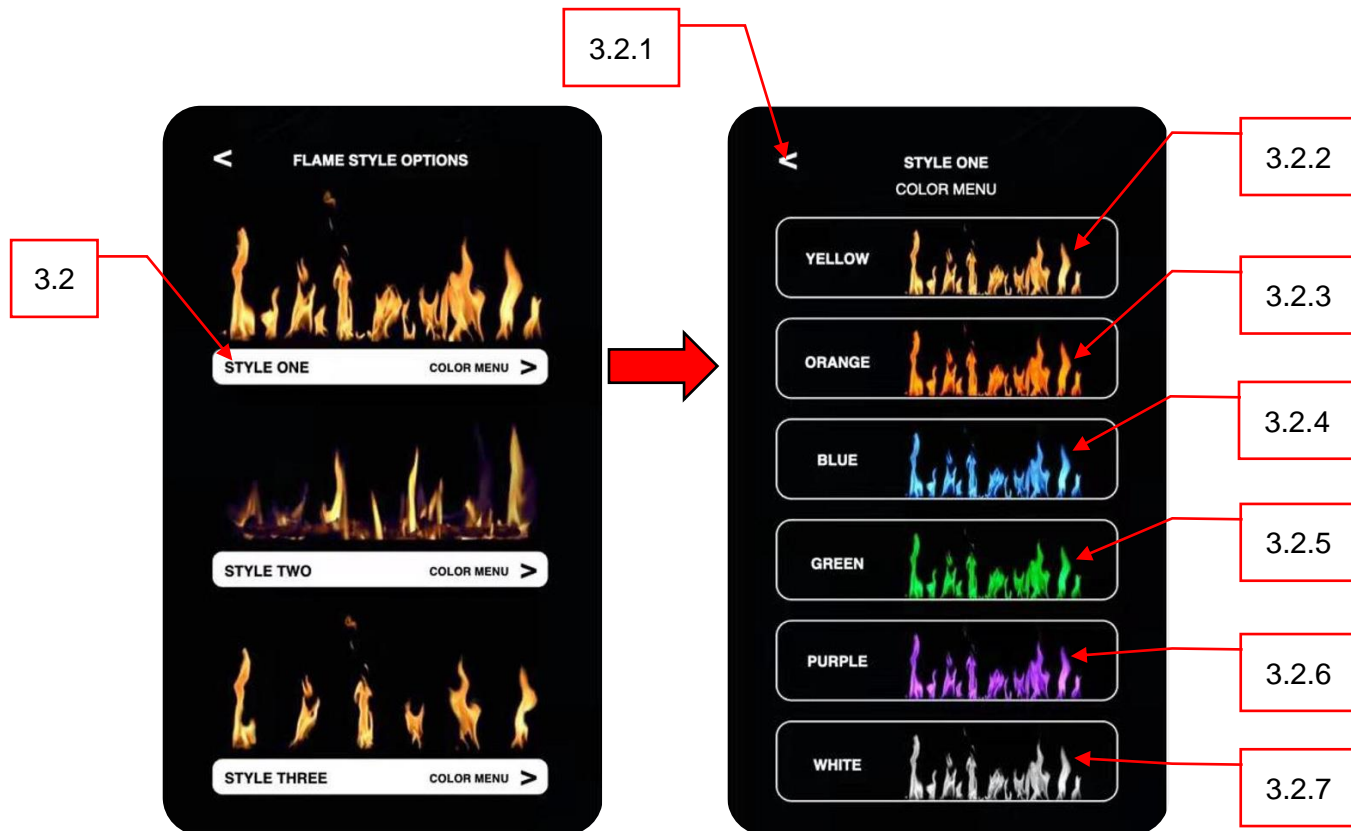 3.2.1
< FLAME STYLE OPTIONS
3.2
STYLE ONE COLOR MENU >
STYLE TWO COLOR MENU >
STYLE THREE COLOR MENU >
< STYLE ONE
COLOR MENU
YELLOW
3.2.2
ORANGE
3.2.3
BLUE
3.2.4
GREEN
3.2.5
PURPLE
3.2.6
WHITE
3.2.7